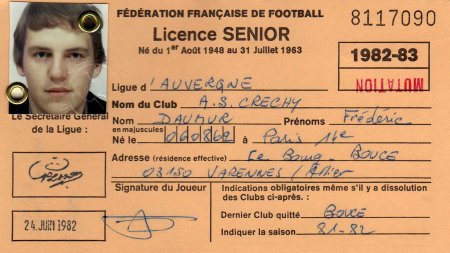 FÉDÉRATION FRANÇAISE DE FOOTBALL
8117090
Licence SENIOR
Né du 1er Août 1948 au 31 Juillet 1963
1982-83
MUTATION
Ligue d'AUVERGNE
Nom du Club A.S. CRECHY
Le Secrétaire Général
de la Ligue :
Nom DAUFUR Prénoms Frédéric
en majuscules
Né le 060862 à Paris 14e
Adresse (résidence effective) Le Bourg - BOUCE
03150 VARENNES / Allier
Signature du Joueur
Indications obligatoires même s'il y a dissolution
des Clubs ci-après :
24 JUIN 1982
Dernier Club quitté BOUCE
Indiquer la saison 81-82